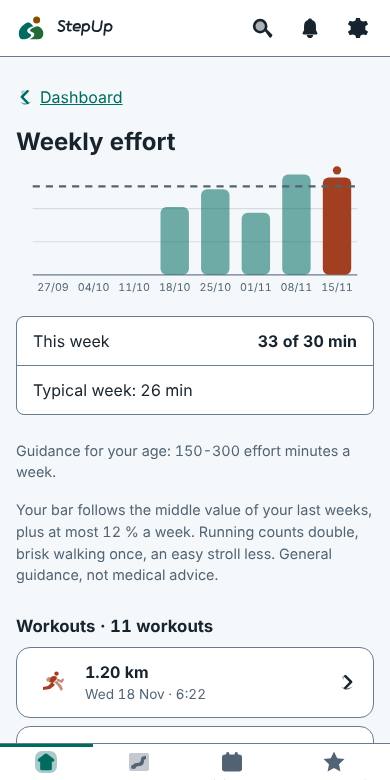 StepUp
Dashboard
Weekly effort
27/09 04/10 11/10 18/10 25/10 01/11 08/11 15/11
This week 33 of 30 min
Typical week: 26 min
Guidance for your age: 150-300 effort minutes a
week.
Your bar follows the middle value of your last weeks,
plus at most 12 % a week. Running counts double,
brisk walking once, an easy stroll less. General
guidance, not medical advice.
Workouts · 11 workouts
1.20 km
Wed 18 Nov · 6:22